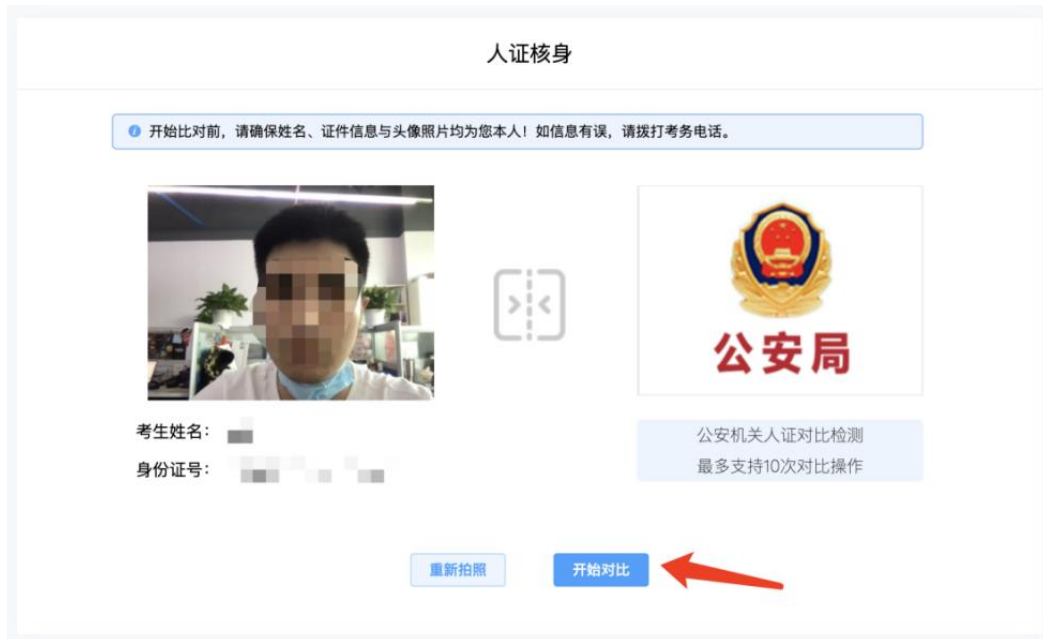 人证核身
开始比对前，请确保姓名、证件信息与头像照片均为您本人！如信息有误，请拨打考务电话。
公安局
考生姓名：
身份证号：
公安机关人证对比检测
最多支持10次对比操作
重新拍照
开始对比